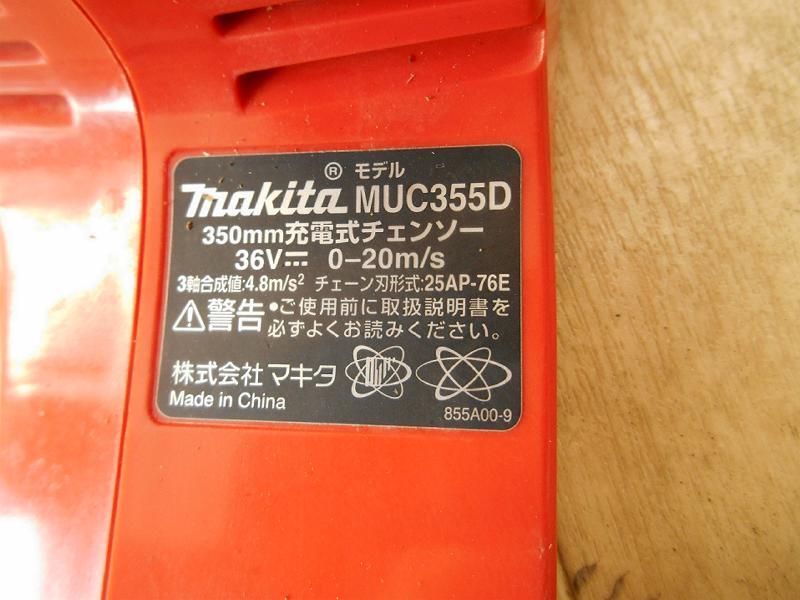 ® モデル
makita MUC355D
350mm充電式チェンソー
36V⎓ 0-20m/s
3軸合成値:4.8m/s² チェーン刃形式:25AP-76E
⚠警告 •ご使用前に取扱説明書を
必ずよくお読みください。
株式会社 マキタ
Made in China
855A00-9